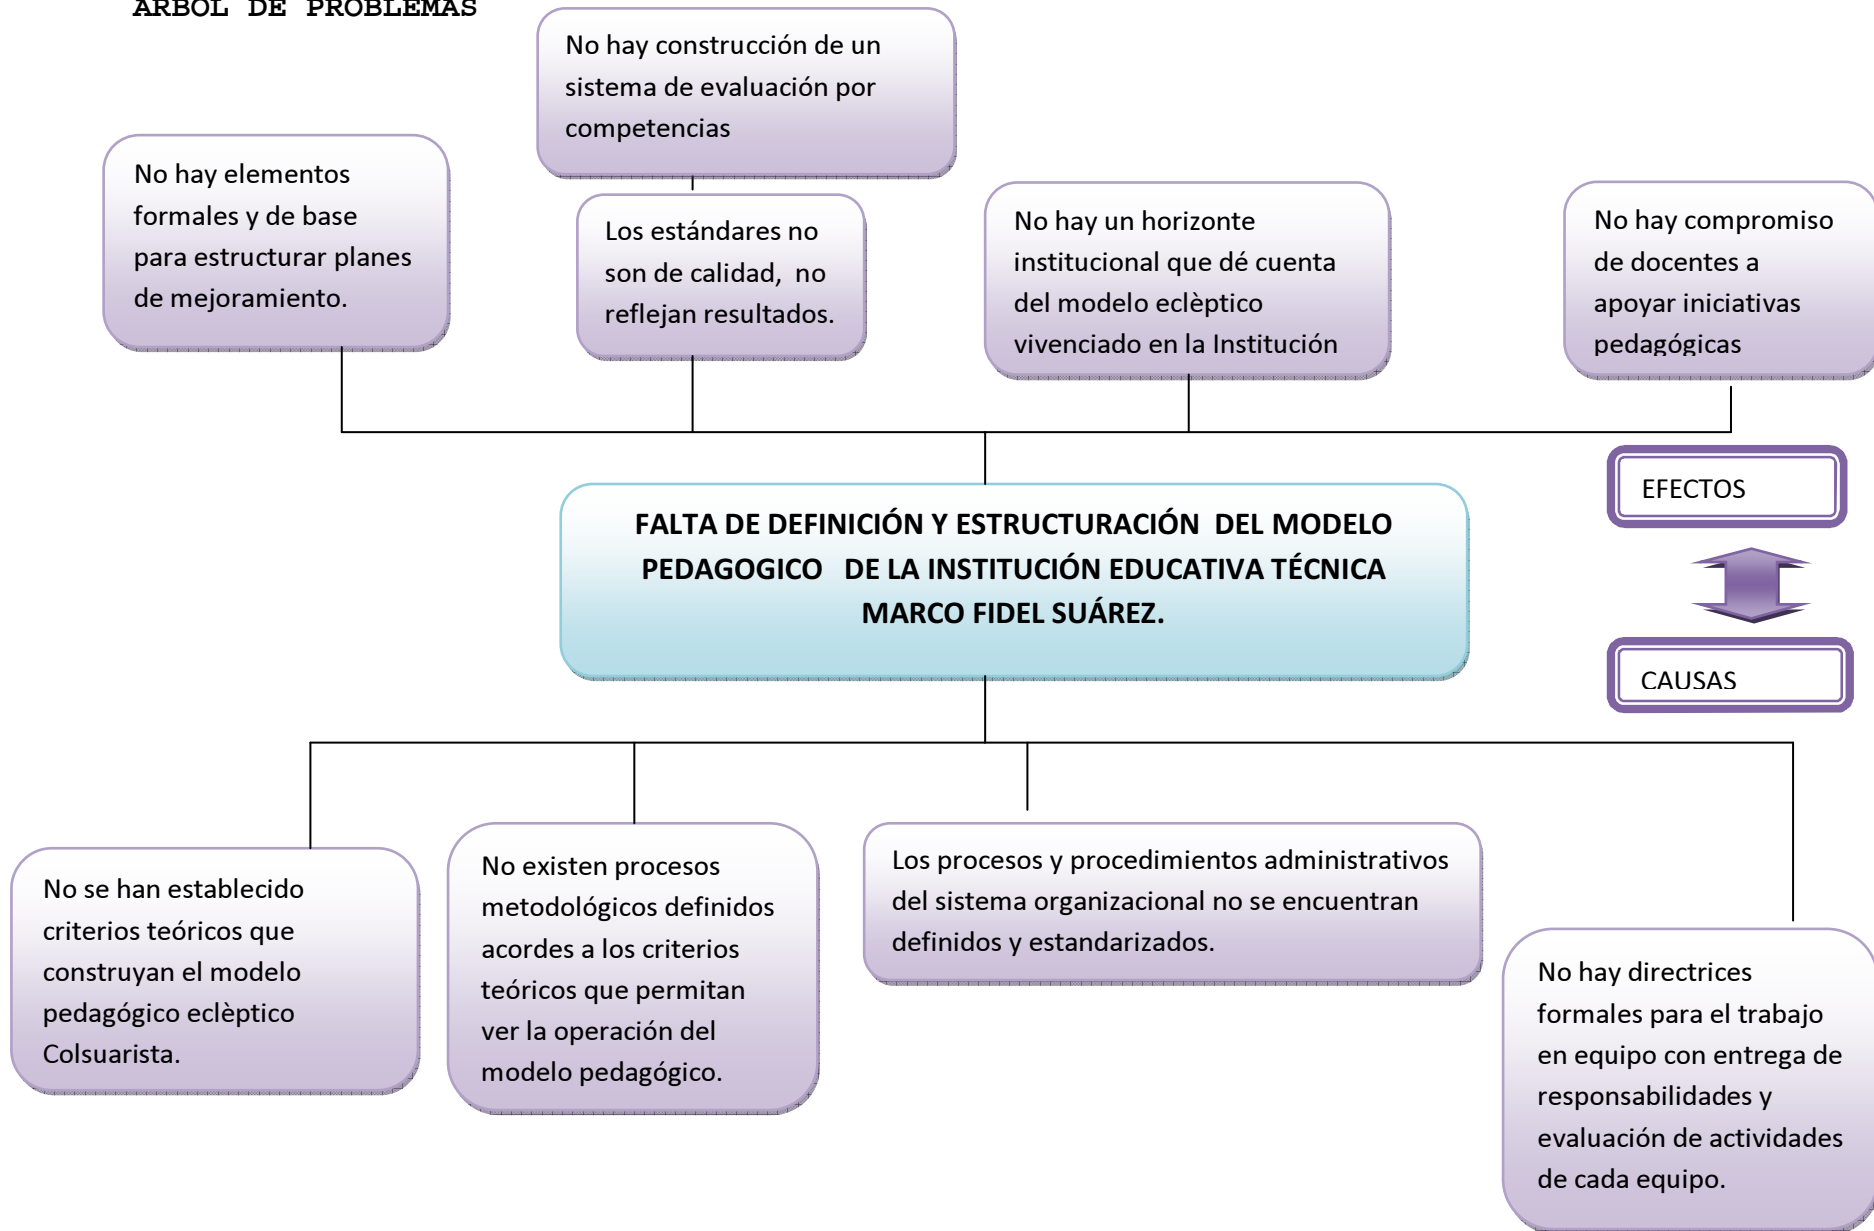 ARBOL DE PROBLEMAS
No hay construcción de un
sistema de evaluación por
competencias
No hay elementos
formales y de base
para estructurar planes
de mejoramiento.
Los estándares no
son de calidad,  no
reflejan resultados.
No hay un horizonte
institucional que dé cuenta
del modelo eclèptico
vivenciado en la Institución
No hay compromiso
de docentes a
apoyar iniciativas
pedagógicas
EFECTOS
FALTA DE DEFINICIÓN Y ESTRUCTURACIÓN  DEL MODELO
PEDAGOGICO   DE LA INSTITUCIÓN EDUCATIVA TÉCNICA
MARCO FIDEL SUÁREZ.
CAUSAS
No se han establecido
criterios teóricos que
construyan el modelo
pedagógico eclèptico
Colsuarista.
No existen procesos
metodológicos definidos
acordes a los criterios
teóricos que permitan
ver la operación del
modelo pedagógico.
Los procesos y procedimientos administrativos
del sistema organizacional no se encuentran
definidos y estandarizados.
No hay directrices
formales para el trabajo
en equipo con entrega de
responsabilidades y
evaluación de actividades
de cada equipo.